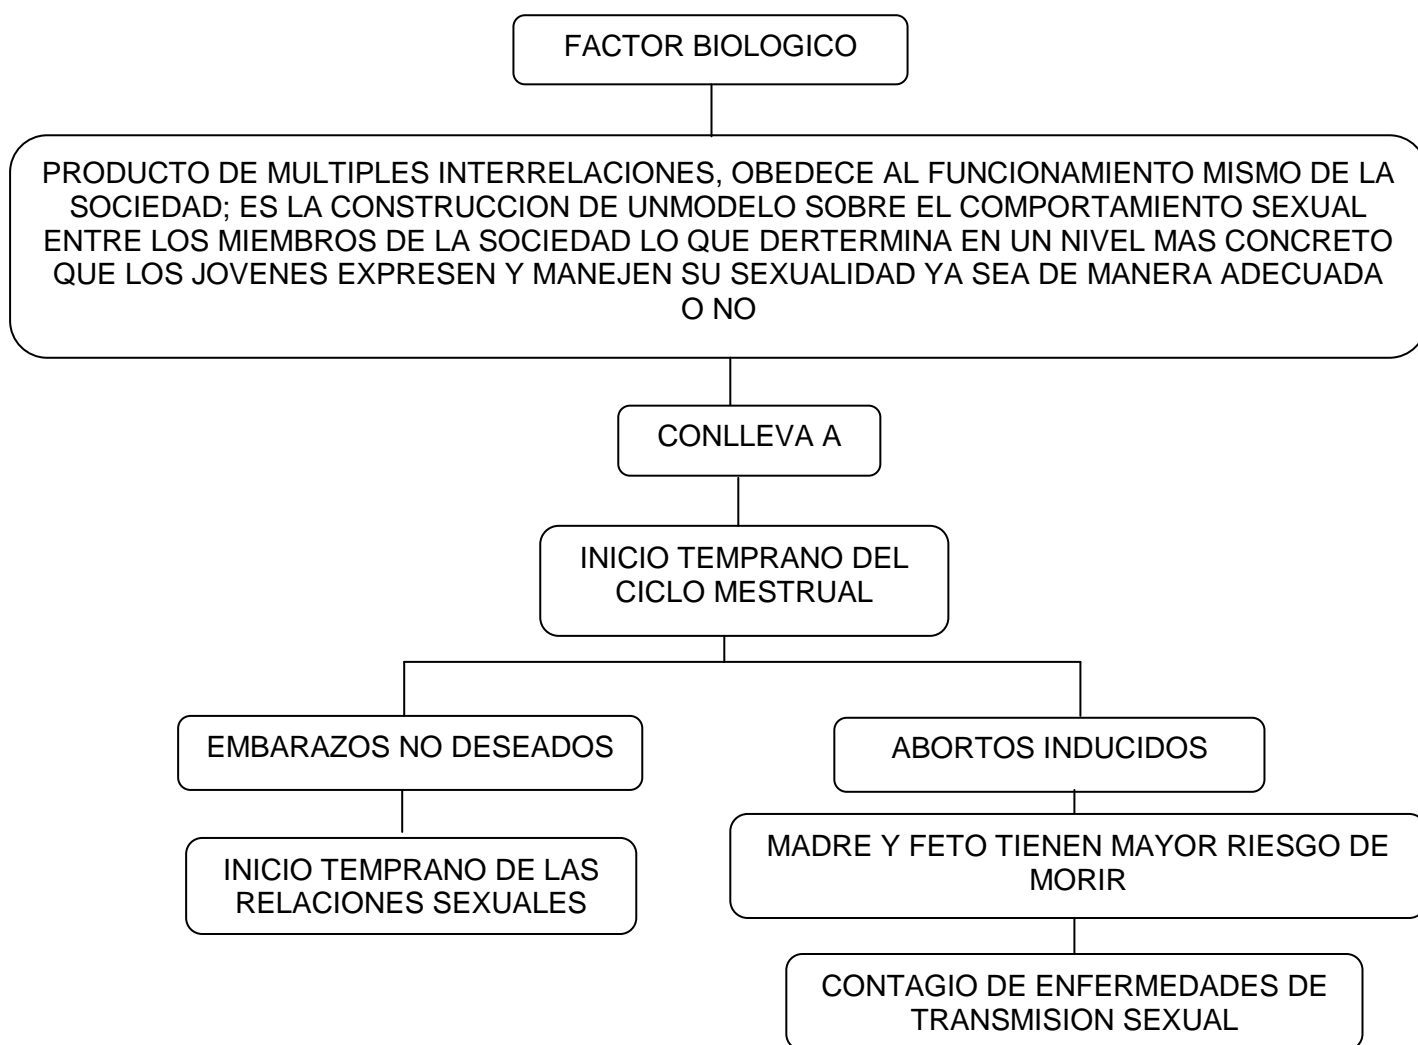 FACTOR BIOLOGICO
PRODUCTO DE MULTIPLES INTERRELACIONES, OBEDECE AL FUNCIONAMIENTO MISMO DE LA
SOCIEDAD; ES LA CONSTRUCCION DE UNMODELO SOBRE EL COMPORTAMIENTO SEXUAL
ENTRE LOS MIEMBROS DE LA SOCIEDAD LO QUE DERTERMINA EN UN NIVEL MAS CONCRETO
QUE LOS JOVENES EXPRESEN Y MANEJEN SU SEXUALIDAD YA SEA DE MANERA ADECUADA
O NO
CONLLEVA A
INICIO TEMPRANO DEL
CICLO MESTRUAL
EMBARAZOS NO DESEADOS
INICIO TEMPRANO DE LAS
RELACIONES SEXUALES
ABORTOS INDUCIDOS
MADRE Y FETO TIENEN MAYOR RIESGO DE
MORIR
CONTAGIO DE ENFERMEDADES DE
TRANSMISION SEXUAL